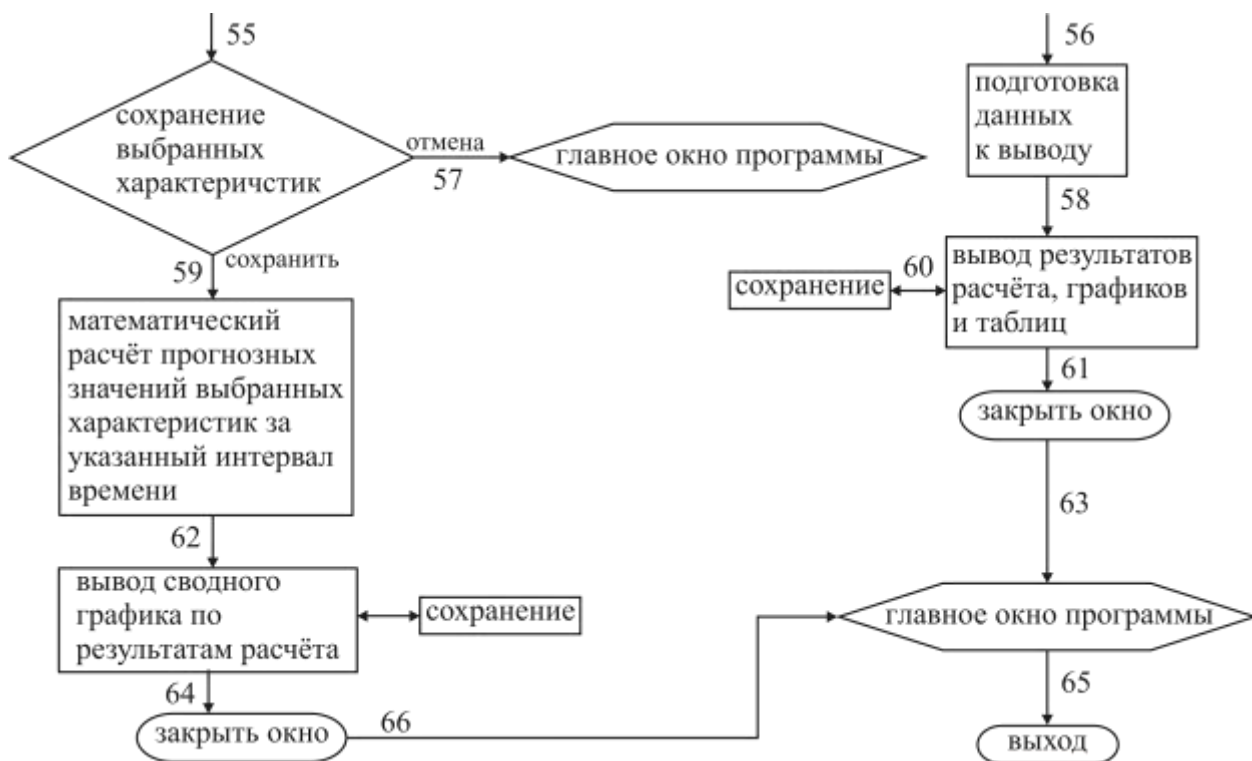 55
56
сохранение
выбранных
характеричстик
отмена
57
главное окно программы
подготовка
данных
к выводу
58
59
сохранить
математический
расчёт прогнозных
значений выбранных
характеристик за
указанный интервал
времени
сохранение
60
вывод результатов
расчёта, графиков
и таблиц
61
закрыть окно
63
62
вывод сводного
графика по
результатам расчёта
сохранение
главное окно программы
64
закрыть окно
66
65
выход